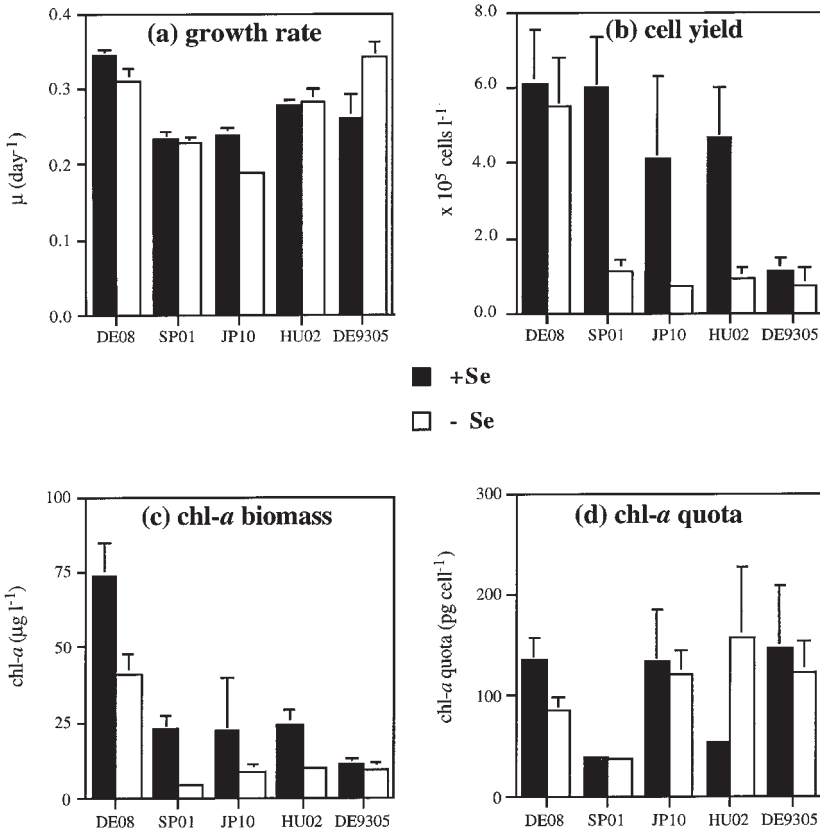 (a) growth rate
μ (day-1)
0.4
0.3
0.2
0.1
0.0
DE08 SP01 JP10 HU02 DE9305
(b) cell yield
x 10⁵ cells l⁻¹
8.0
6.0
4.0
2.0
0.0
DE08 SP01 JP10 HU02 DE9305
+Se
- Se
(c) chl-a biomass
chl-a (μg l⁻¹)
100
75
50
25
0
DE08 SP01 JP10 HU02 DE9305
(d) chl-a quota
chl-a quota (pg cell⁻¹)
300
200
100
0
DE08 SP01 JP10 HU02 DE9305